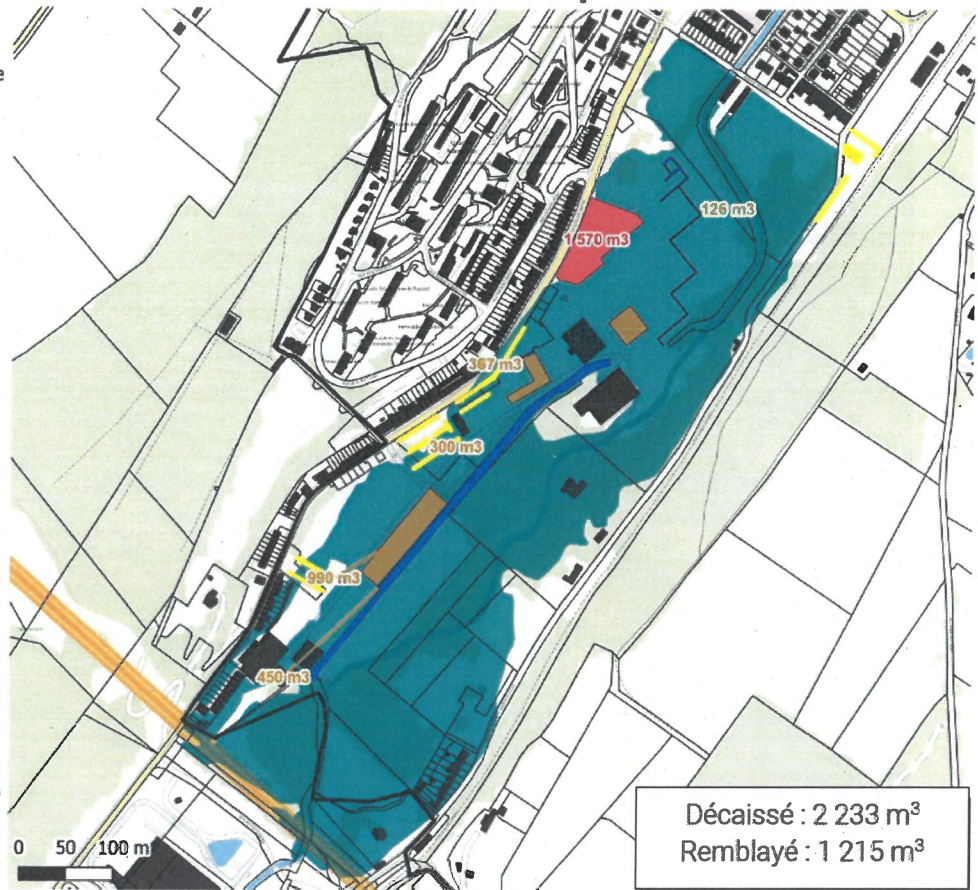 e
126 m3
1 570 m3
367 m3
300 m3
990 m3
450 m3
0 50 100 m
Décaissé : 2 233 m³
Remblayé : 1 215 m³